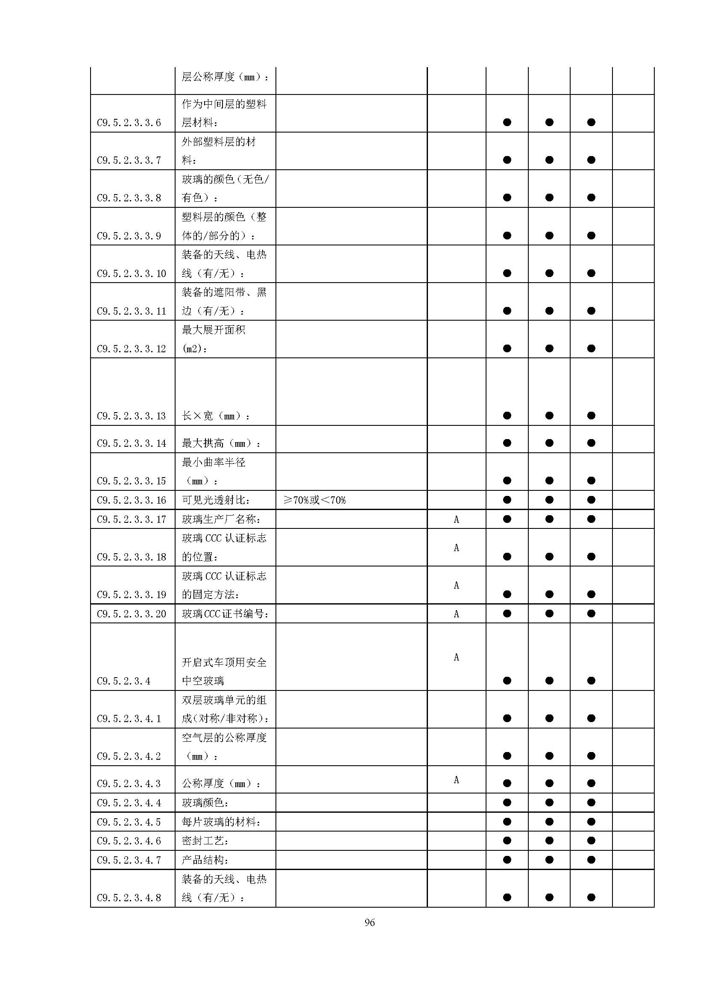 层公称厚度（mm）：
作为中间层的塑料
C9.5.2.3.3.6 层材料： ● ● ●
外部塑料层的材
C9.5.2.3.3.7 料： ● ● ●
玻璃的颜色（无色/
C9.5.2.3.3.8 有色）： ● ● ●
塑料层的颜色（整
C9.5.2.3.3.9 体的/部分的）： ● ● ●
装备的天线、电热
C9.5.2.3.3.10 线（有/无）： ● ● ●
装备的遮阳带、黑
C9.5.2.3.3.11 边（有/无）： ● ● ●
最大展开面积
C9.5.2.3.3.12 (m2)： ● ● ●
C9.5.2.3.3.13 长×宽（mm）： ● ● ●
C9.5.2.3.3.14 最大拱高（mm）： ● ● ●
最小曲率半径
C9.5.2.3.3.15 （mm）： ● ● ●
C9.5.2.3.3.16 可见光透射比： ≥70%或＜70% ● ● ●
C9.5.2.3.3.17 玻璃生产厂名称： A ● ● ●
玻璃 CCC 认证标志
C9.5.2.3.3.18 的位置： A ● ● ●
玻璃 CCC 认证标志
C9.5.2.3.3.19 的固定方法： A ● ● ●
C9.5.2.3.3.20 玻璃CCC证书编号： A ● ● ●
开启式车顶用安全
C9.5.2.3.4 中空玻璃 A ● ● ●
双层玻璃单元的组
C9.5.2.3.4.1 成（对称/非对称）： ● ● ●
空气层的公称厚度
C9.5.2.3.4.2 （mm）： ● ● ●
C9.5.2.3.4.3 公称厚度（mm）： A ● ● ●
C9.5.2.3.4.4 玻璃颜色： ● ● ●
C9.5.2.3.4.5 每片玻璃的材料： ● ● ●
C9.5.2.3.4.6 密封工艺： ● ● ●
C9.5.2.3.4.7 产品结构： ● ● ●
装备的天线、电热
C9.5.2.3.4.8 线（有/无）： ● ● ●
96